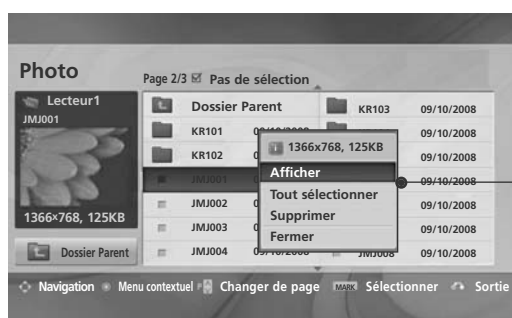 Photo
Page 2/3 Pas de sélection
Lecteur1
JMJ001
1366×768, 125KB
Dossier Parent
Dossier Parent
KR101
KR102
JMJ001
JMJ002
JMJ003
JMJ004
KR103 09/10/2008
09/10/2008
09/10/2008
09/10/2008
09/10/2008
09/10/2008
JMJ008 09/10/2008
1366x768, 125KB
Afficher
Tout sélectionner
Supprimer
Fermer
Navigation Menu contextuel Changer de page MARK Sélectionner Sortie